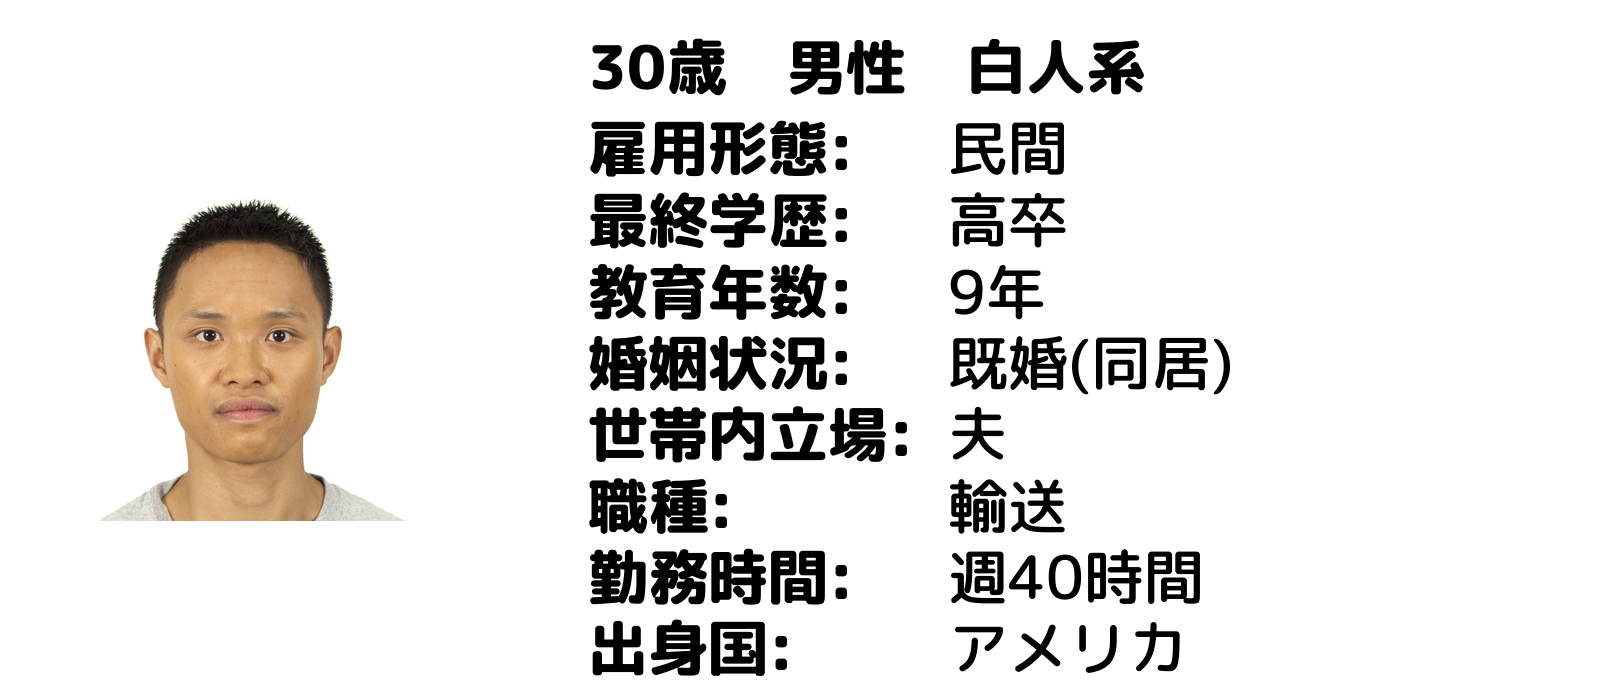 30歳　男性　白人系
雇用形態:　民間
最終学歴:　高卒
教育年数:　9年
婚姻状況:　既婚(同居)
世帯内立場:　夫
職種:　輸送
勤務時間:　週40時間
出身国:　アメリカ